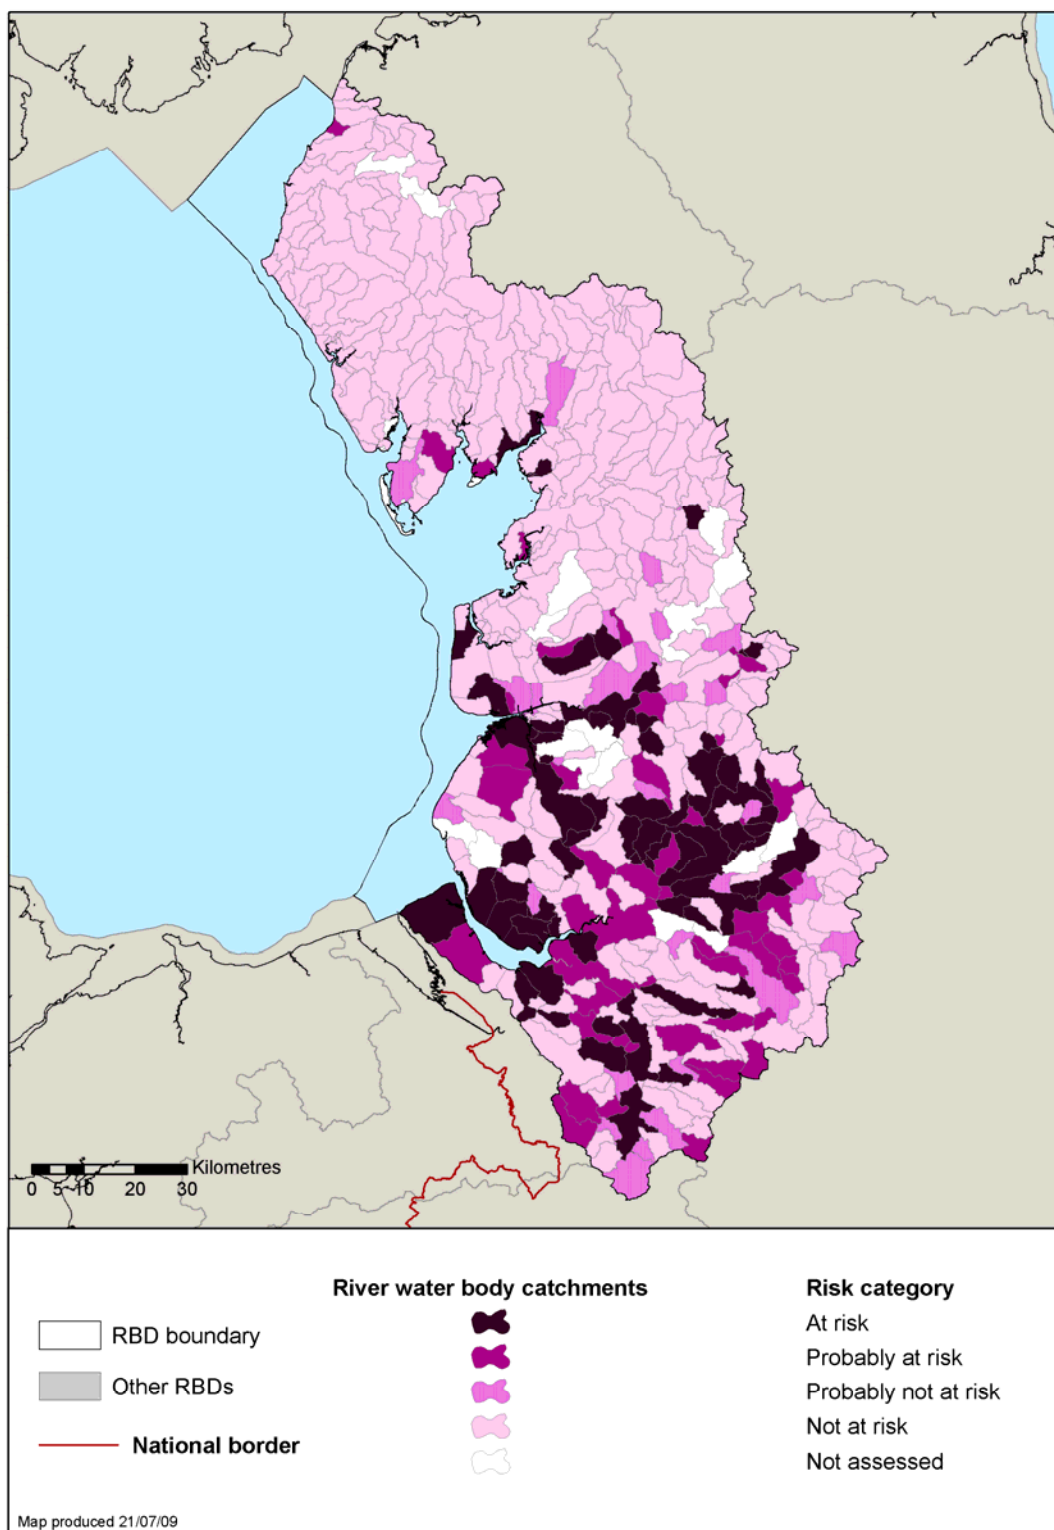 Kilometres
0 5 10 20 30
River water body catchments
Risk category
At risk
RBD boundary
Probably at risk
Other RBDs
Probably not at risk
Not at risk
National border
Not assessed
Map produced 21/07/09